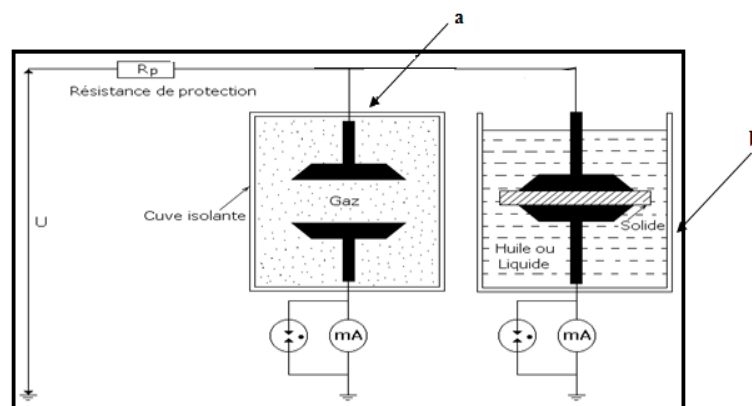 a
Rp
Résistance de protection
b
U
Cuve isolante
Gaz
Solide
Huile ou
Liquide
mA
mA